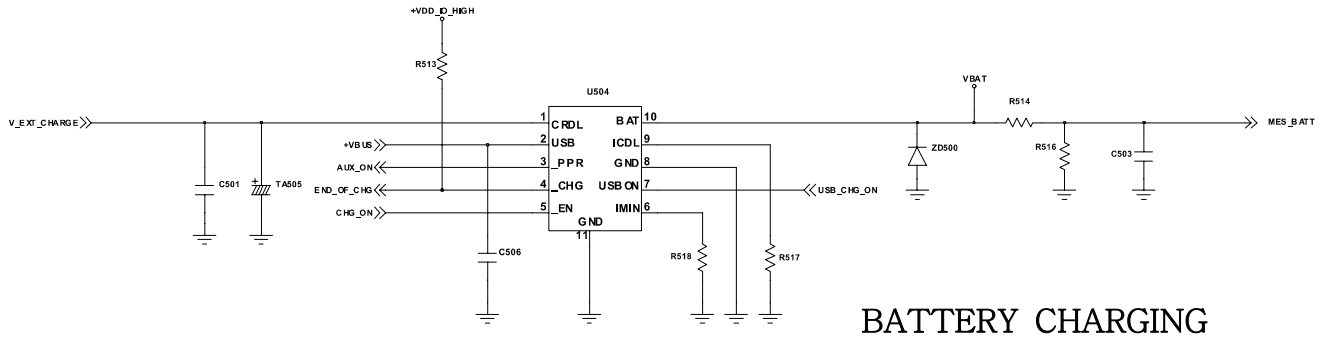 +VDD_IO_HIGH
R513
U504
VBAT
R514
V_EXT_CHARGE
1 CRDL
BAT 10
MES_BATT
+VBUS
2 USB
ICDL 9
ZD500
R516
C503
AUX_ON
3 _PPR
GND 8
C501
+ TA505
END_OF_CHG
4 _CHG
USBON 7
USB_CHG_ON
CHG_ON
5 _EN
IMIN 6
GND
11
C506
R518
R517
BATTERY CHARGING